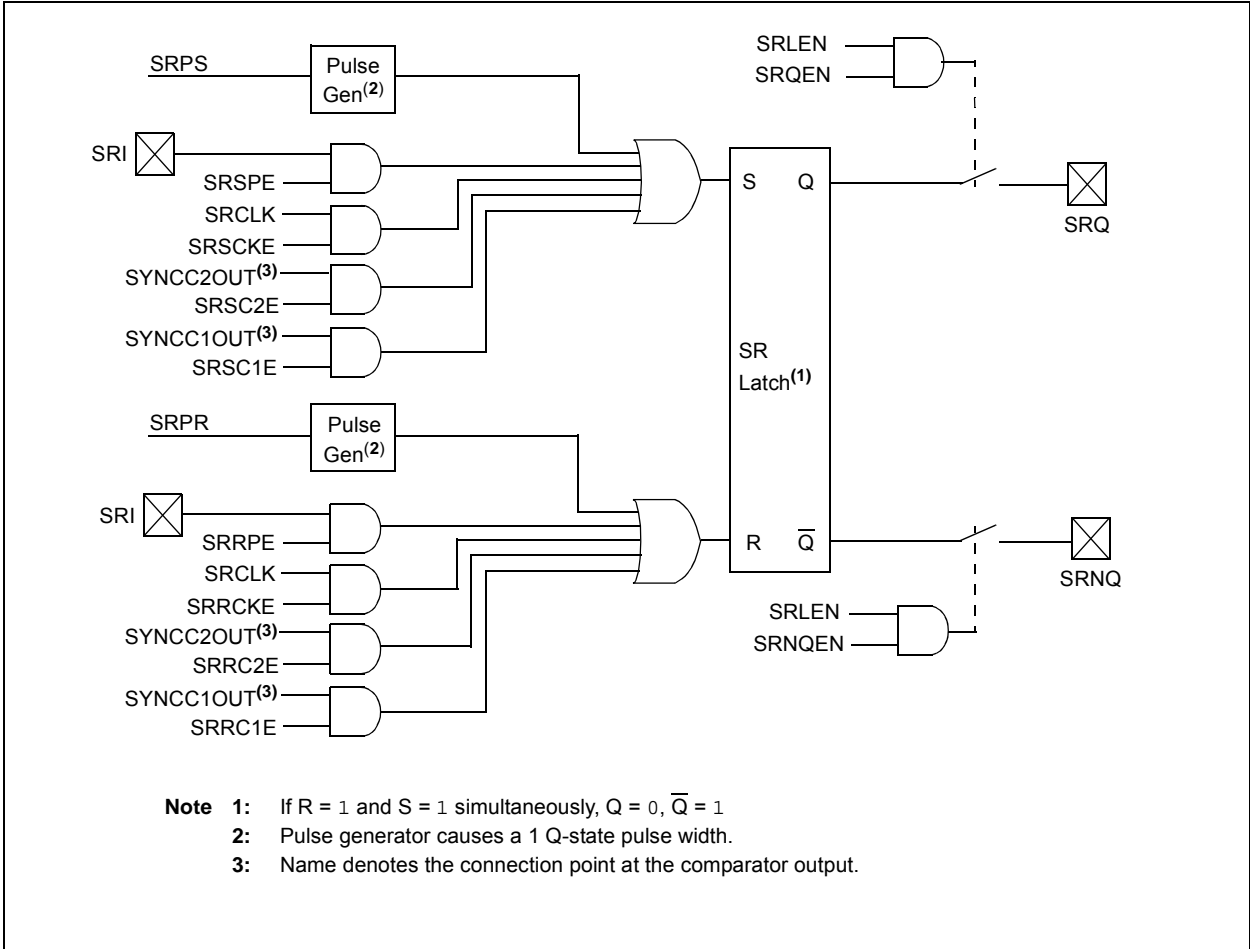 SRPS
Pulse
Gen(2)
SRLEN
SRQEN
SRI
SRSPE
SRCLK
SRSCKE
SYNCC2OUT(3)
SRSC2E
SYNCC1OUT(3)
SRSC1E
S Q
SRQ
SR
Latch(1)
SRPR
Pulse
Gen(2)
SRI
SRRPE
SRCLK
SRRCKE
SYNCC2OUT(3)
SRRC2E
SYNCC1OUT(3)
SRRC1E
R Q̅
SRNQ
SRLEN
SRNQEN
Note 1: If R = 1 and S = 1 simultaneously, Q = 0, Q̅ = 1
2: Pulse generator causes a 1 Q-state pulse width.
3: Name denotes the connection point at the comparator output.